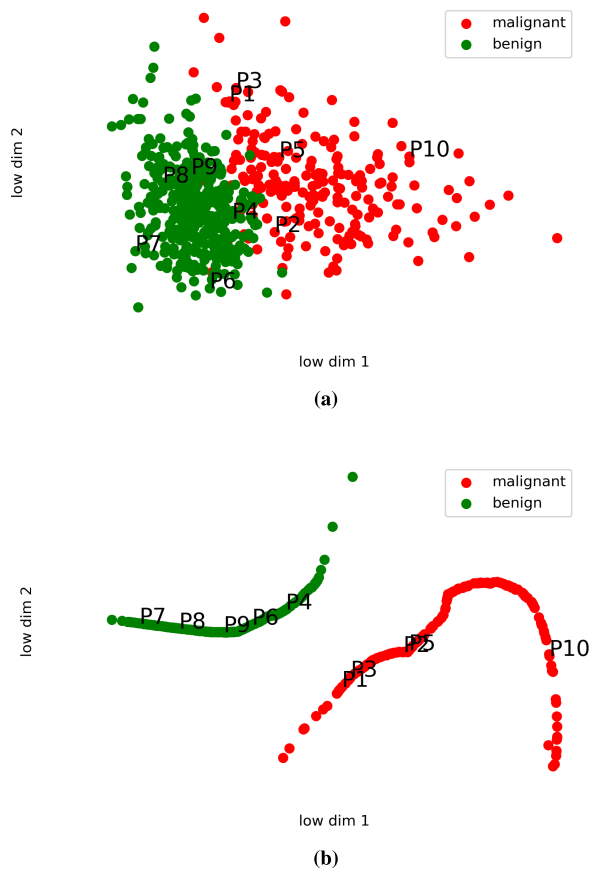 malignant
benign
P3
P1
P5
P10
P9
P8
P4
P2
P7
P6
low dim 2
low dim 1
(a)
malignant
benign
P7
P8
P9
P6
P4
P2
P5
P10
P3
P1
low dim 2
low dim 1
(b)